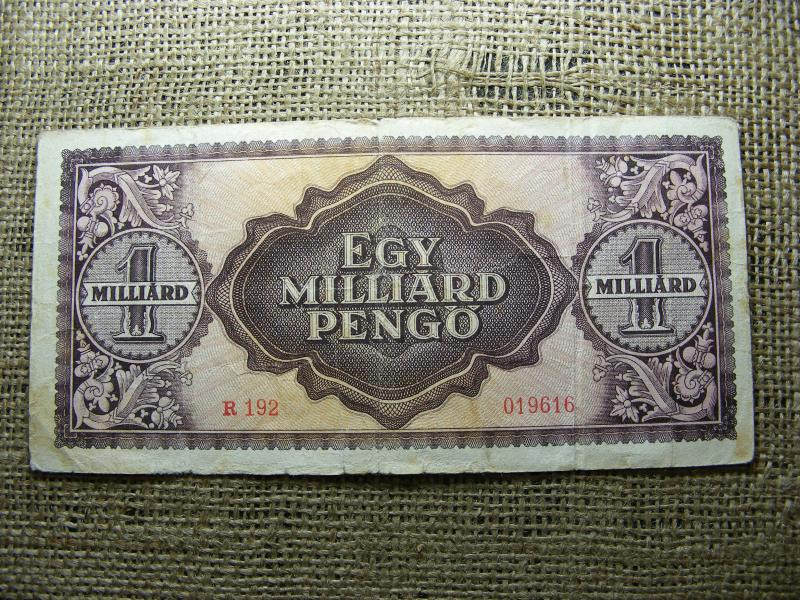 EGY
MILLIÁRD
PENGŐ
1
MILLIÁRD
1
MILLIÁRD
R 192
019616